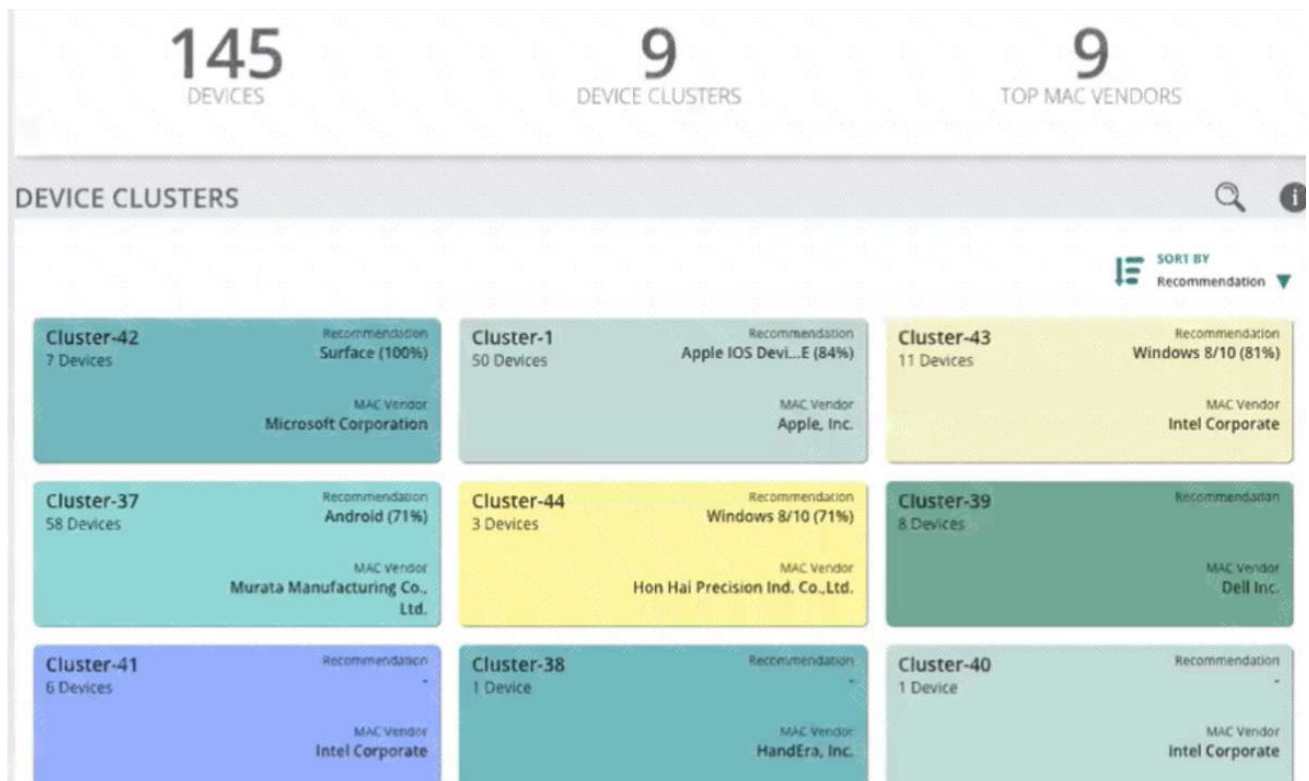 145
DEVICES
9
DEVICE CLUSTERS
9
TOP MAC VENDORS
DEVICE CLUSTERS
i
SORT BY
Recommendation
Cluster-42
7 Devices
Recommendation
Surface (100%)
MAC Vendor
Microsoft Corporation
Cluster-1
50 Devices
Recommendation
Apple IOS Devi...E (84%)
MAC Vendor
Apple, Inc.
Cluster-43
11 Devices
Recommendation
Windows 8/10 (81%)
MAC Vendor
Intel Corporate
Cluster-37
58 Devices
Recommendation
Android (71%)
MAC Vendor
Murata Manufacturing Co.,
Ltd.
Cluster-44
3 Devices
Recommendation
Windows 8/10 (71%)
MAC Vendor
Hon Hai Precision Ind. Co.,Ltd.
Cluster-39
8 Devices
Recommendation
MAC Vendor
Dell Inc.
Cluster-41
6 Devices
Recommendation
-
MAC Vendor
Intel Corporate
Cluster-38
1 Device
Recommendation
-
MAC Vendor
HandEra, Inc.
Cluster-40
1 Device
Recommendation
-
MAC Vendor
Intel Corporate